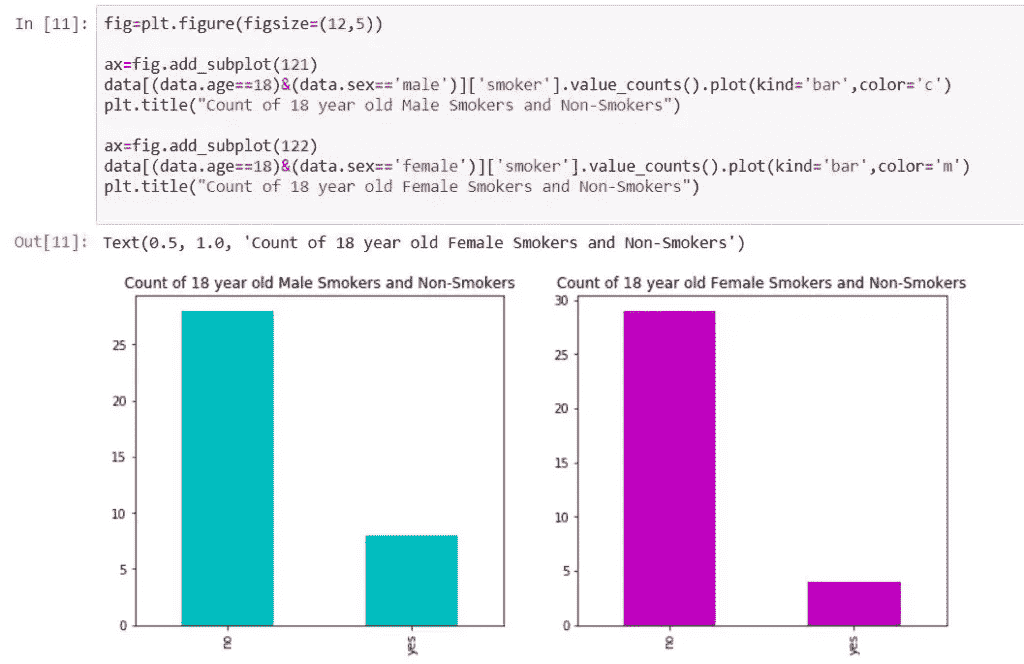 In [11]: fig=plt.figure(figsize=(12,5))
ax=fig.add_subplot(121)
data[(data.age==18)&(data.sex=='male')]['smoker'].value_counts().plot(kind='bar',color='c')
plt.title("Count of 18 year old Male Smokers and Non-Smokers")
ax=fig.add_subplot(122)
data[(data.age==18)&(data.sex=='female')]['smoker'].value_counts().plot(kind='bar',color='m')
plt.title("Count of 18 year old Female Smokers and Non-Smokers")
Out[11]: Text(0.5, 1.0, 'Count of 18 year old Female Smokers and Non-Smokers')
Count of 18 year old Male Smokers and Non-Smokers
25
20
15
10
5
0
no
yes
Count of 18 year old Female Smokers and Non-Smokers
30
25
20
15
10
5
0
no
yes